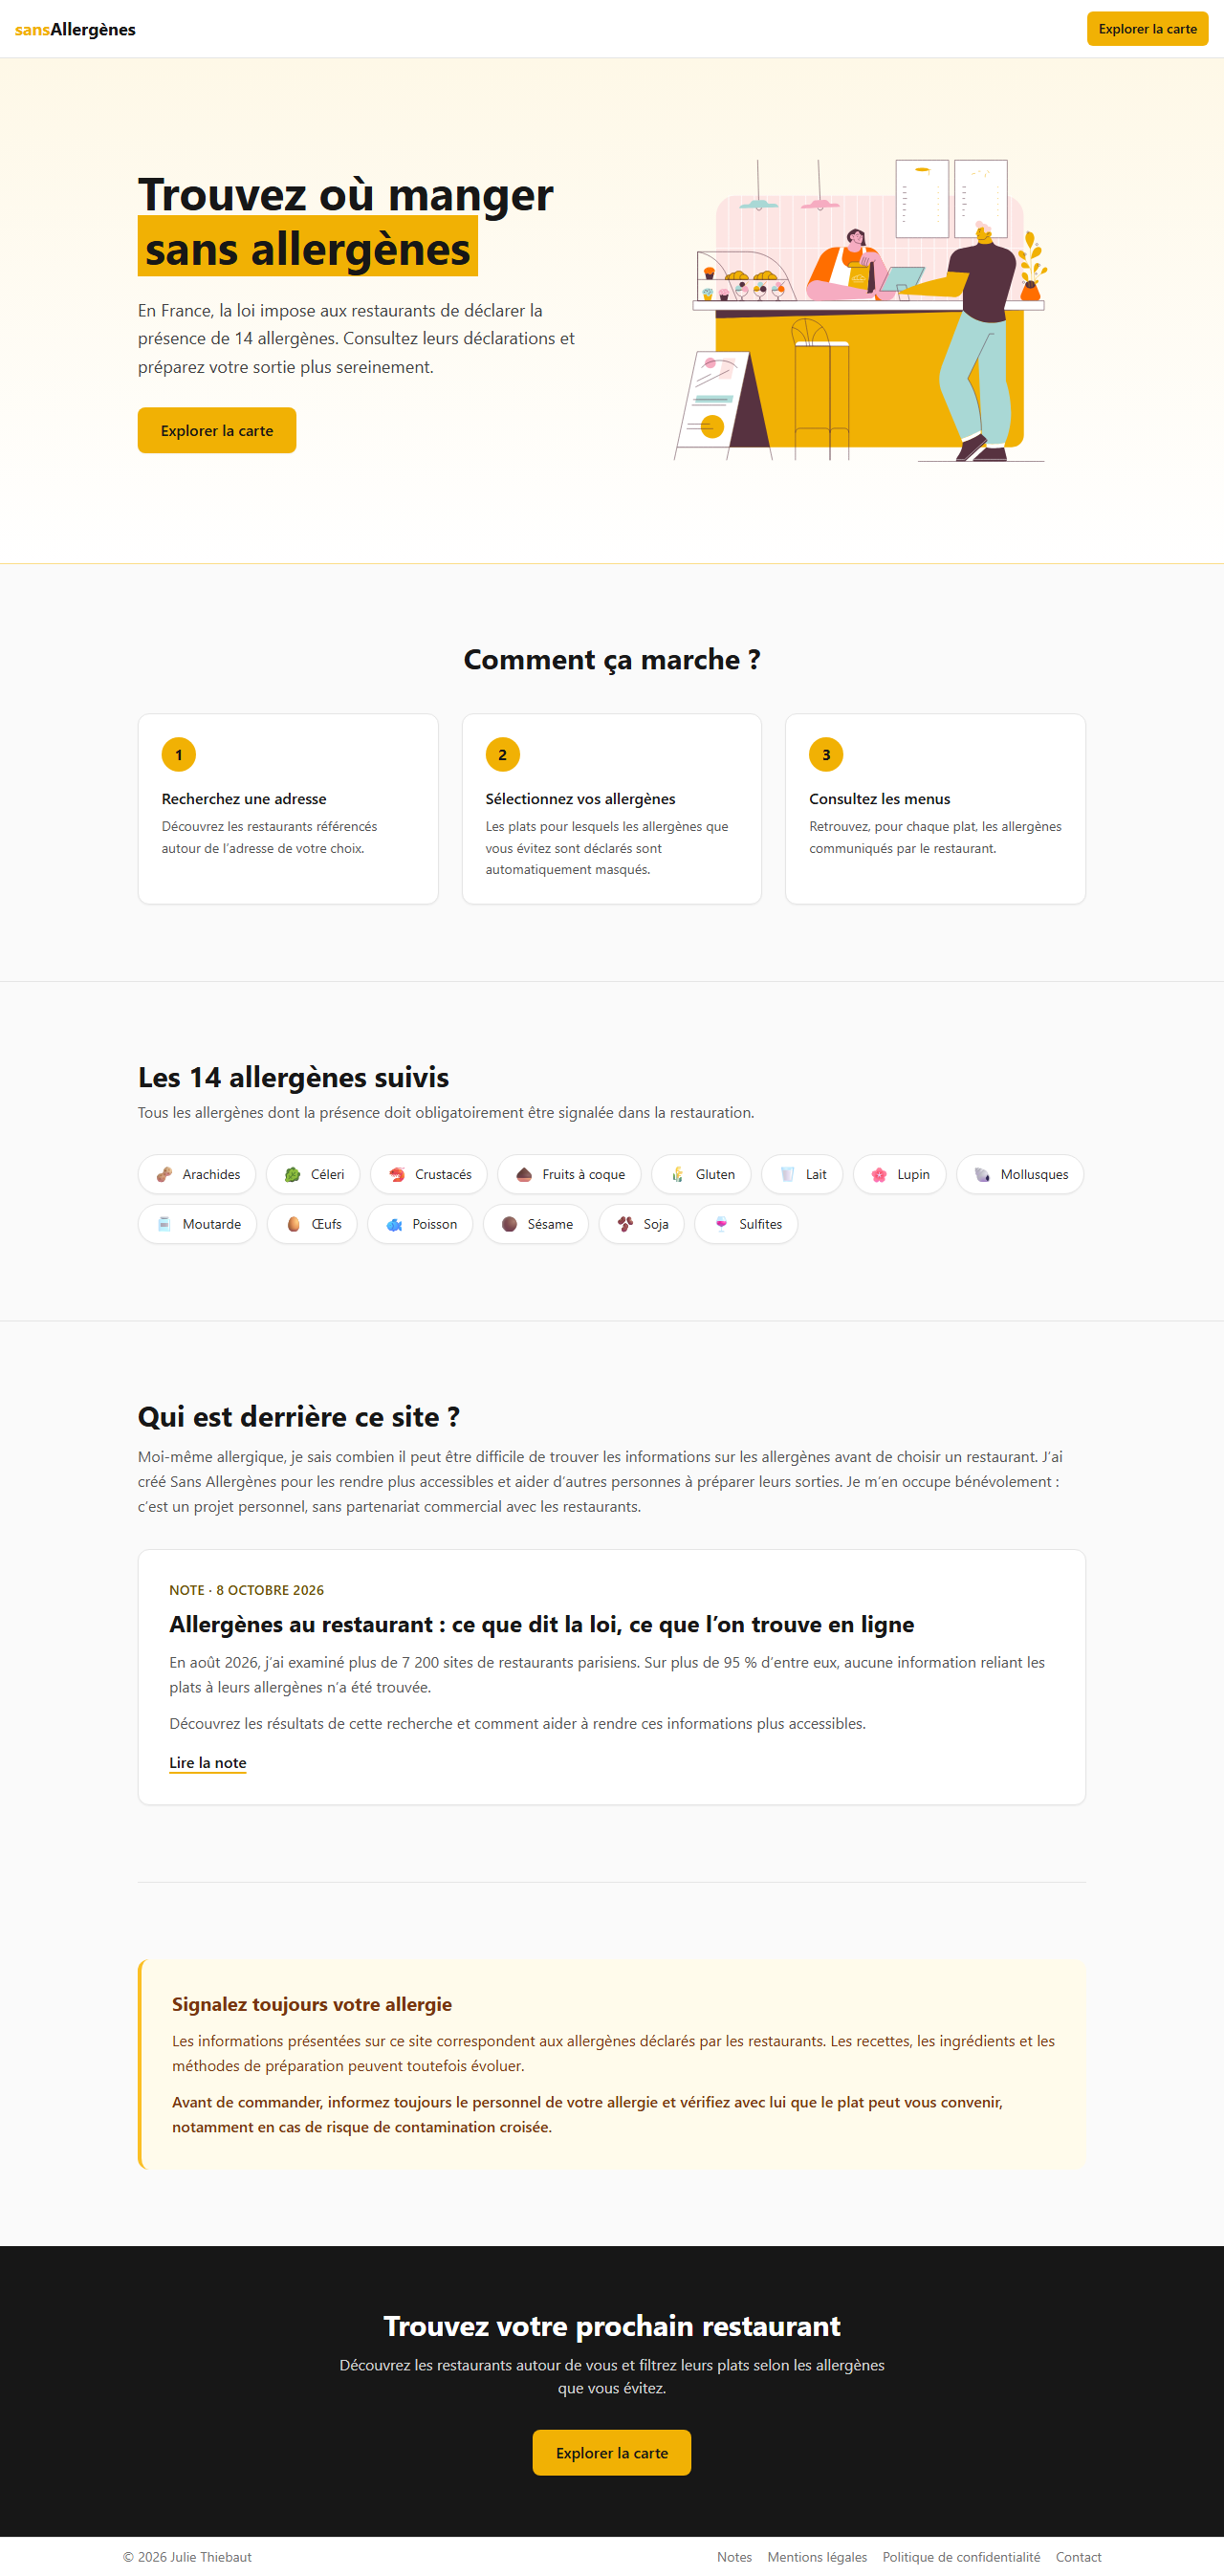 sansAllergènes
Explorer la carte
Trouvez où manger
sans allergènes
En France, la loi impose aux restaurants de déclarer la
présence de 14 allergènes. Consultez leurs déclarations et
préparez votre sortie plus sereinement.
Explorer la carte
Comment ça marche ?
1
Recherchez une adresse
Découvrez les restaurants référencés
autour de l’adresse de votre choix.
2
Sélectionnez vos allergènes
Les plats pour lesquels les allergènes que
vous évitez sont déclarés sont
automatiquement masqués.
3
Consultez les menus
Retrouvez, pour chaque plat, les allergènes
communiqués par le restaurant.
Les 14 allergènes suivis
Tous les allergènes dont la présence doit obligatoirement être signalée dans la restauration.
Arachides
Céleri
Crustacés
Fruits à coque
Gluten
Lait
Lupin
Mollusques
Moutarde
Œufs
Poisson
Sésame
Soja
Sulfites
Qui est derrière ce site ?
Moi-même allergique, je sais combien il peut être difficile de trouver les informations sur les allergènes avant de choisir un restaurant. J’ai
créé Sans Allergènes pour les rendre plus accessibles et aider d’autres personnes à préparer leurs sorties. Je m’en occupe bénévolement :
c’est un projet personnel, sans partenariat commercial avec les restaurants.
NOTE · 8 OCTOBRE 2026
Allergènes au restaurant : ce que dit la loi, ce que l’on trouve en ligne
En août 2026, j’ai examiné plus de 7 200 sites de restaurants parisiens. Sur plus de 95 % d’entre eux, aucune information reliant les
plats à leurs allergènes n’a été trouvée.
Découvrez les résultats de cette recherche et comment aider à rendre ces informations plus accessibles.
Lire la note
Signalez toujours votre allergie
Les informations présentées sur ce site correspondent aux allergènes déclarés par les restaurants. Les recettes, les ingrédients et les
méthodes de préparation peuvent toutefois évoluer.
Avant de commander, informez toujours le personnel de votre allergie et vérifiez avec lui que le plat peut vous convenir,
notamment en cas de risque de contamination croisée.
Trouvez votre prochain restaurant
Découvrez les restaurants autour de vous et filtrez leurs plats selon les allergènes
que vous évitez.
Explorer la carte
© 2026 Julie Thiebaut
Notes
Mentions légales
Politique de confidentialité
Contact